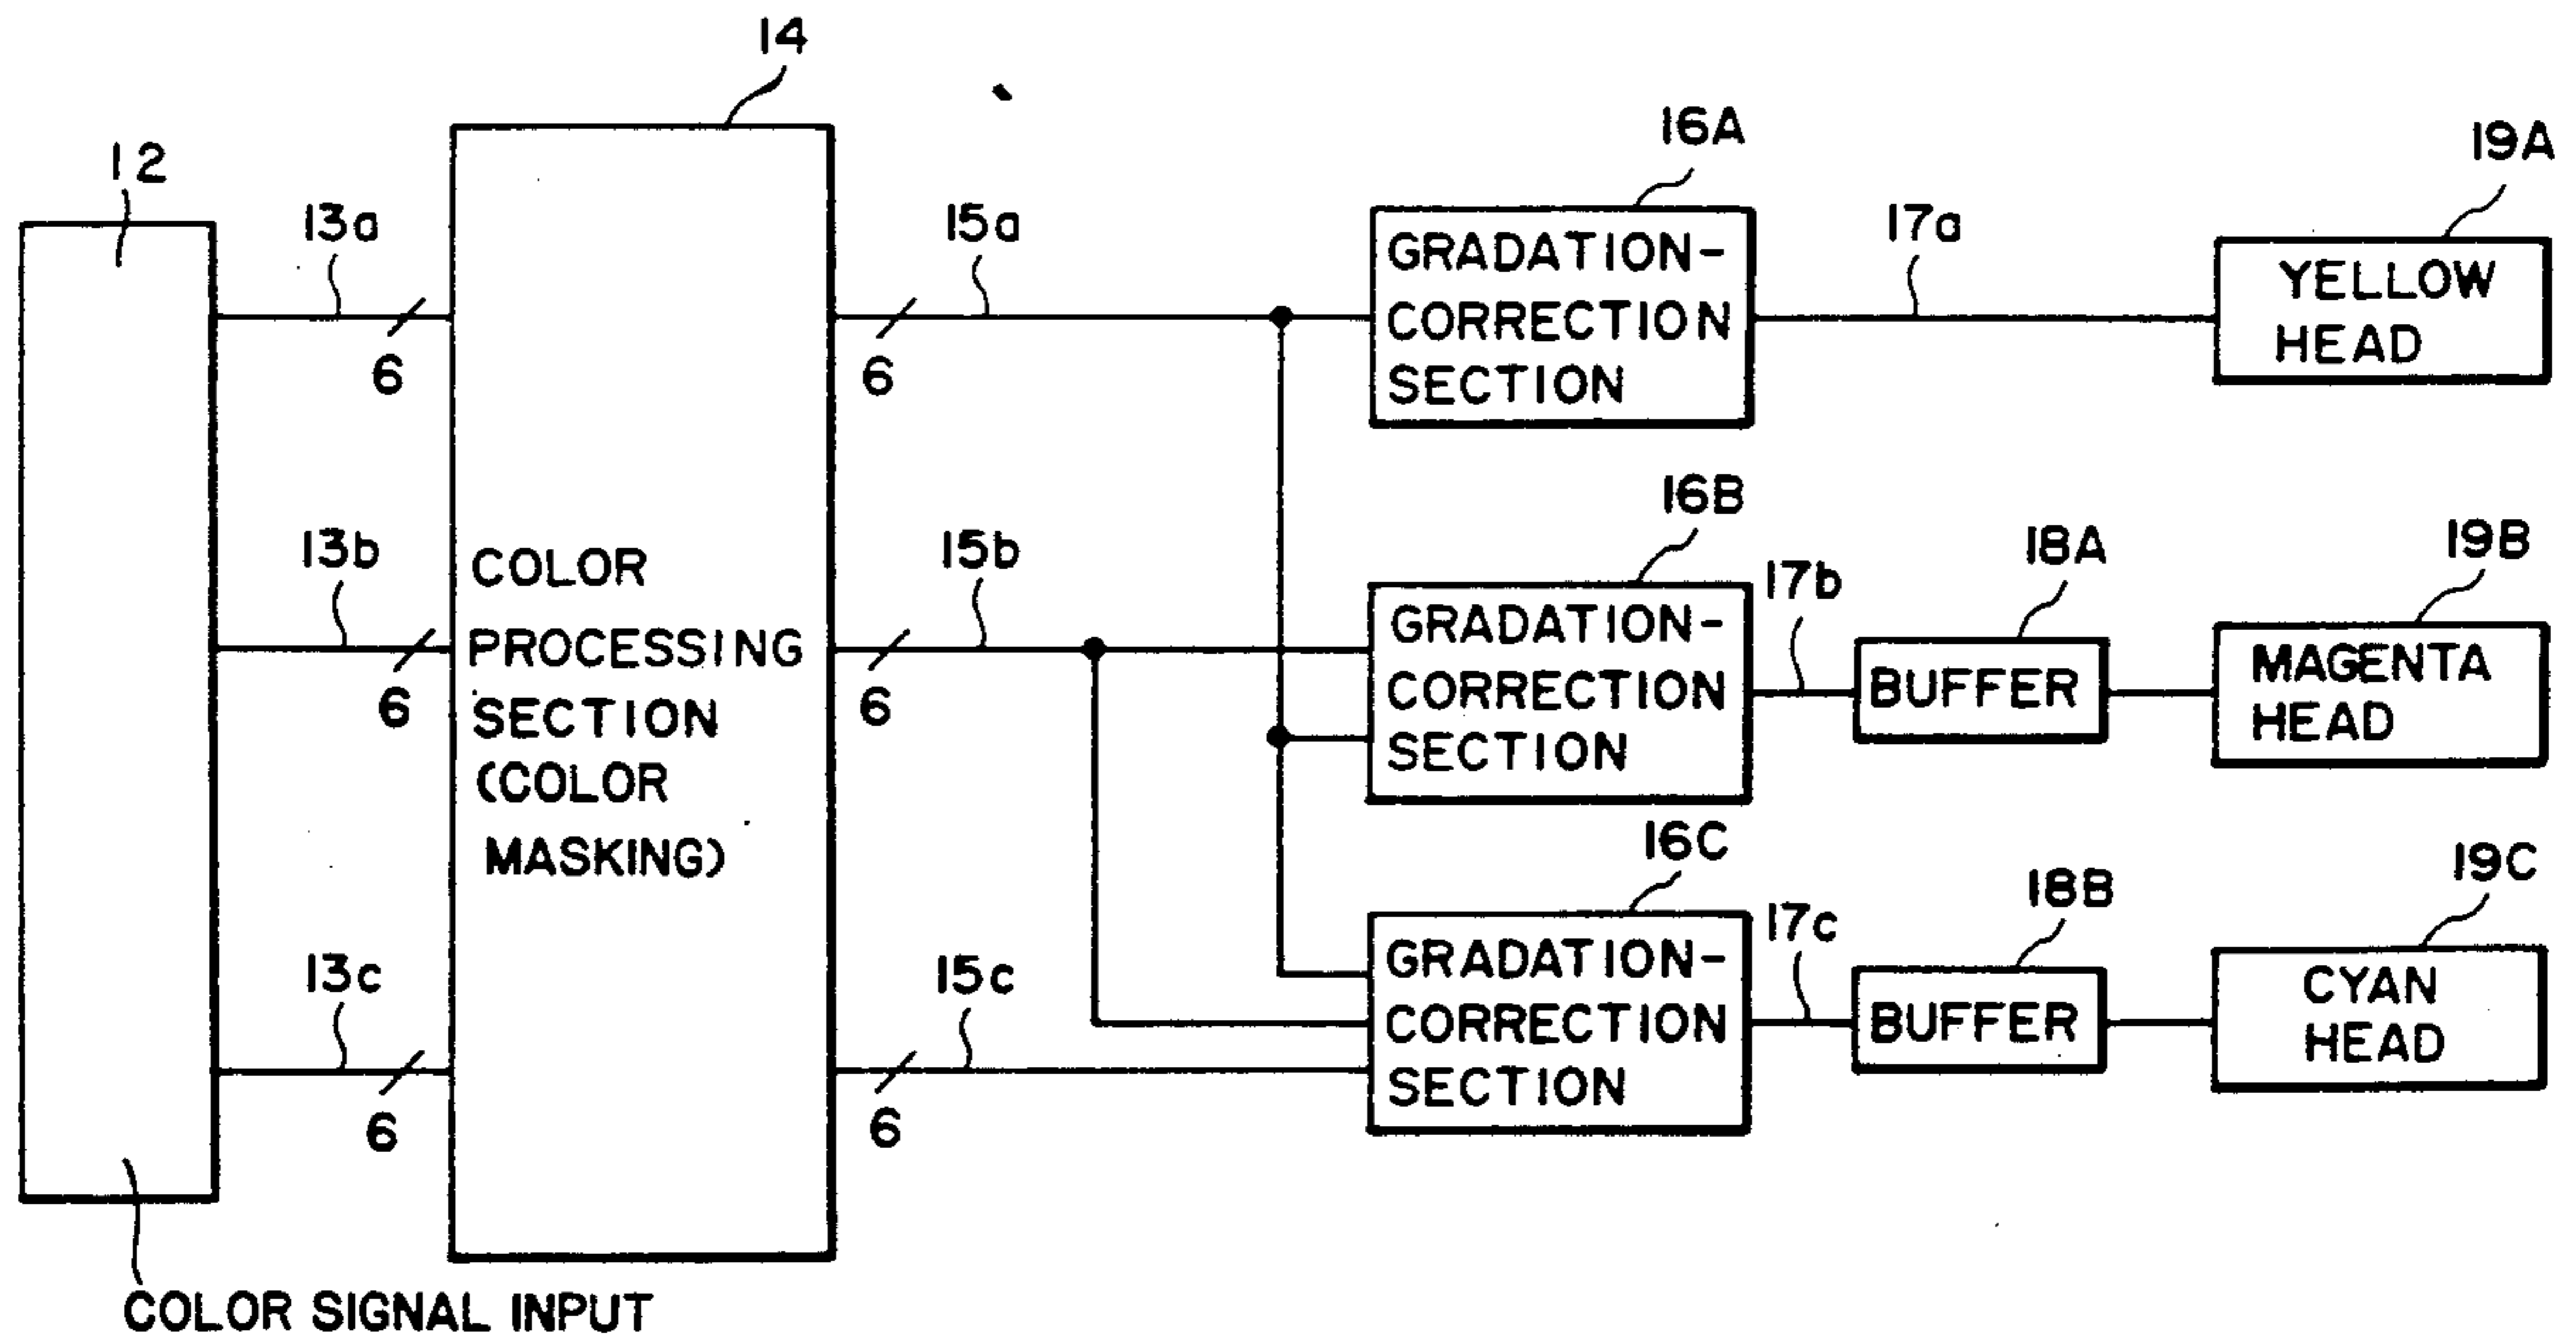 14
12
13a
6
15a
6
16A
GRADATION-
CORRECTION
SECTION
17a
19A
YELLOW
HEAD
13b
6
COLOR
PROCESSING
SECTION
(COLOR
MASKING)
15b
6
16B
GRADATION-
CORRECTION
SECTION
17b
18A
BUFFER
19B
MAGENTA
HEAD
13c
6
15c
6
16C
GRADATION-
CORRECTION
SECTION
17c
18B
BUFFER
19C
CYAN
HEAD
COLOR SIGNAL INPUT